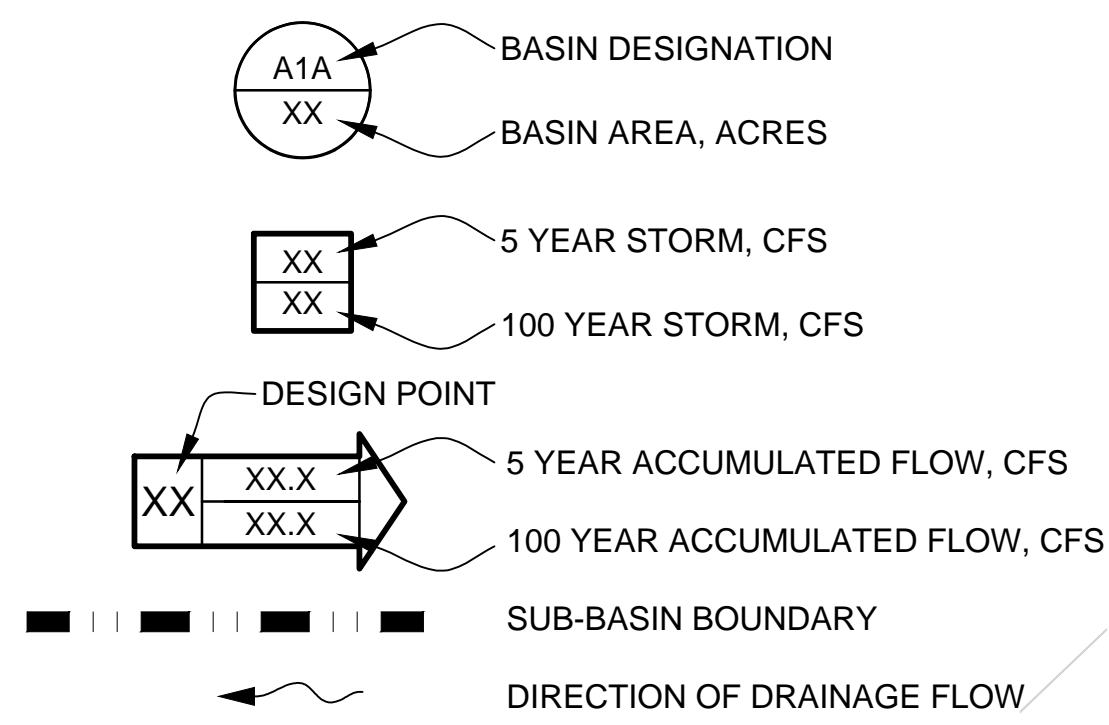 BASIN DESIGNATION
A1A
XX
BASIN AREA, ACRES
5 YEAR STORM, CFS
XX
XX
100 YEAR STORM, CFS
DESIGN POINT
5 YEAR ACCUMULATED FLOW, CFS
XX.X
XX
XX.X
100 YEAR ACCUMULATED FLOW, CFS
SUB-BASIN BOUNDARY
DIRECTION OF DRAINAGE FLOW